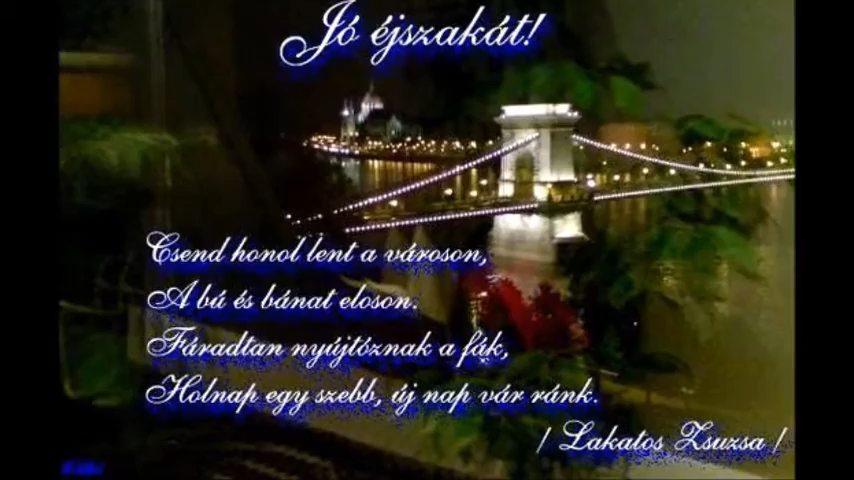 Jó éjszakát!
Csend honol lent a városon,
A bú és bánat eloson.
Fáradtan nyújtóznak a fák,
Holnap egy szebb, új nap vár ránk.
/ Lakatos Zsuzsa /